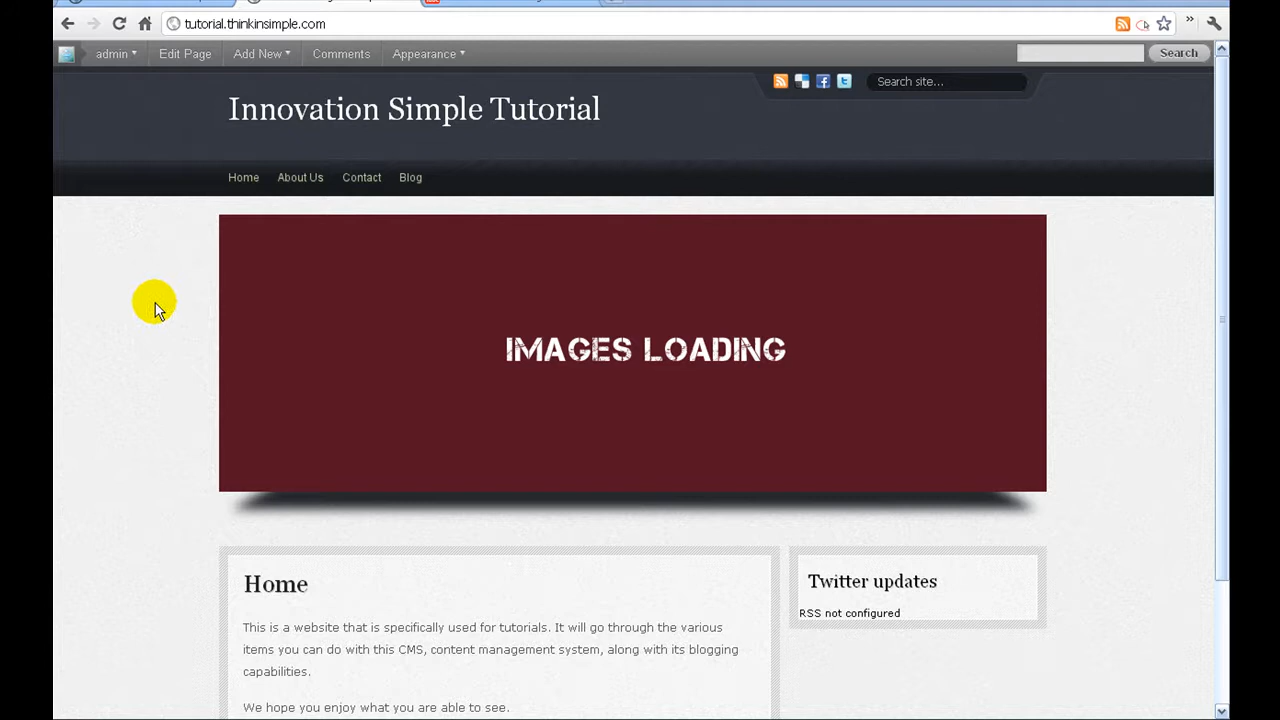 tutorial.thinkinsimple.com
admin Edit Page Add New Comments Appearance Search
Search site...
Innovation Simple Tutorial
Home About Us Contact Blog
IMAGES LOADING
Home
This is a website that is specifically used for tutorials. It will go through the various
items you can do with this CMS, content management system, along with its blogging
capabilities.
We hope you enjoy what you are able to see.
Twitter updates
RSS not configured